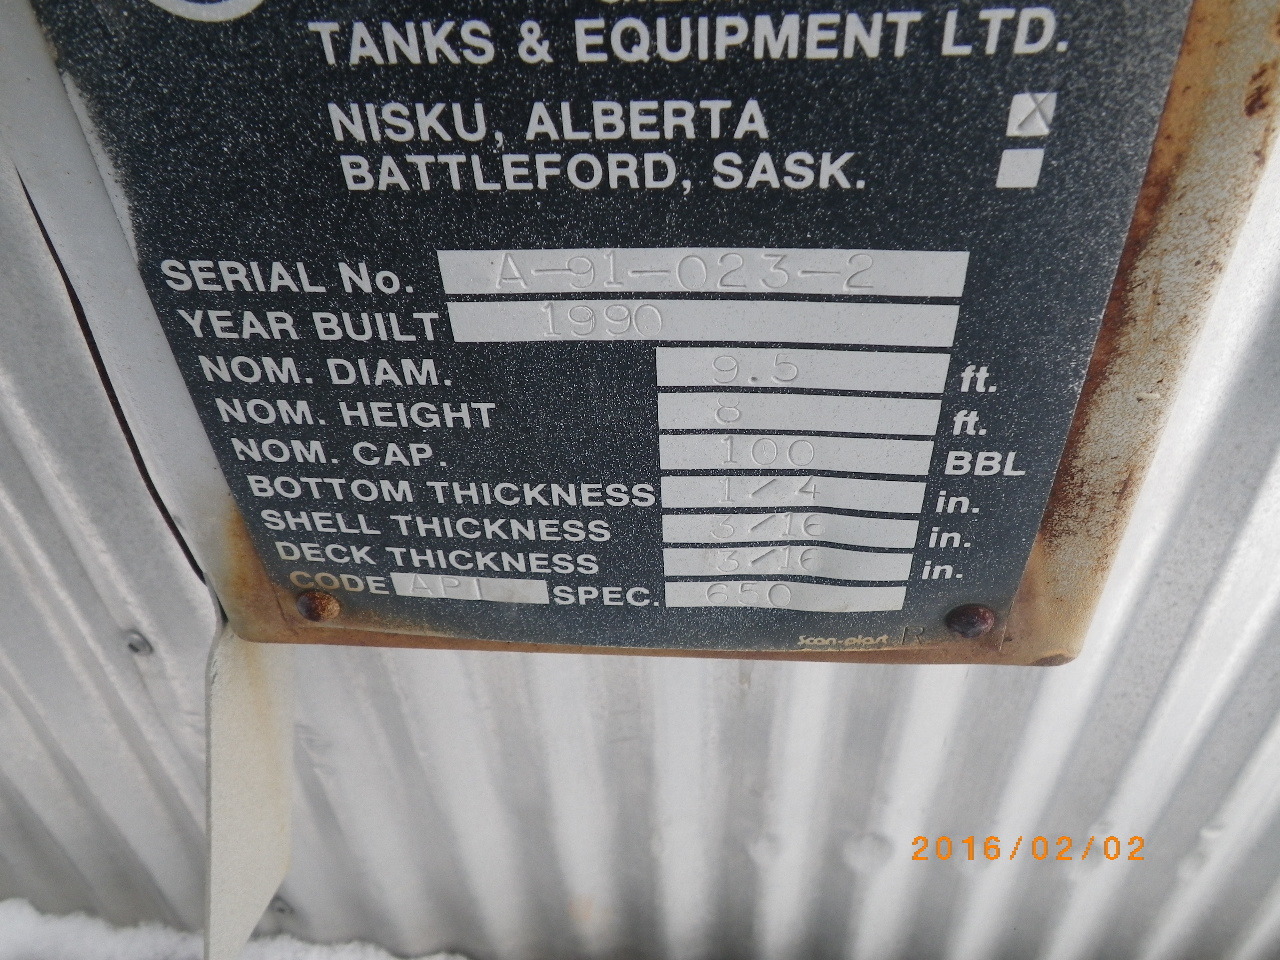 TANKS & EQUIPMENT LTD.
NISKU, ALBERTA X
BATTLEFORD, SASK.
SERIAL No. A-91-023-2
YEAR BUILT 1990
NOM. DIAM. 9.5 ft.
NOM. HEIGHT 8 ft.
NOM. CAP. 100 BBL
BOTTOM THICKNESS 1/4 in.
SHELL THICKNESS 3/16 in.
DECK THICKNESS 3/16 in.
CODE API SPEC. 650
Scan-plast R
2016/02/02